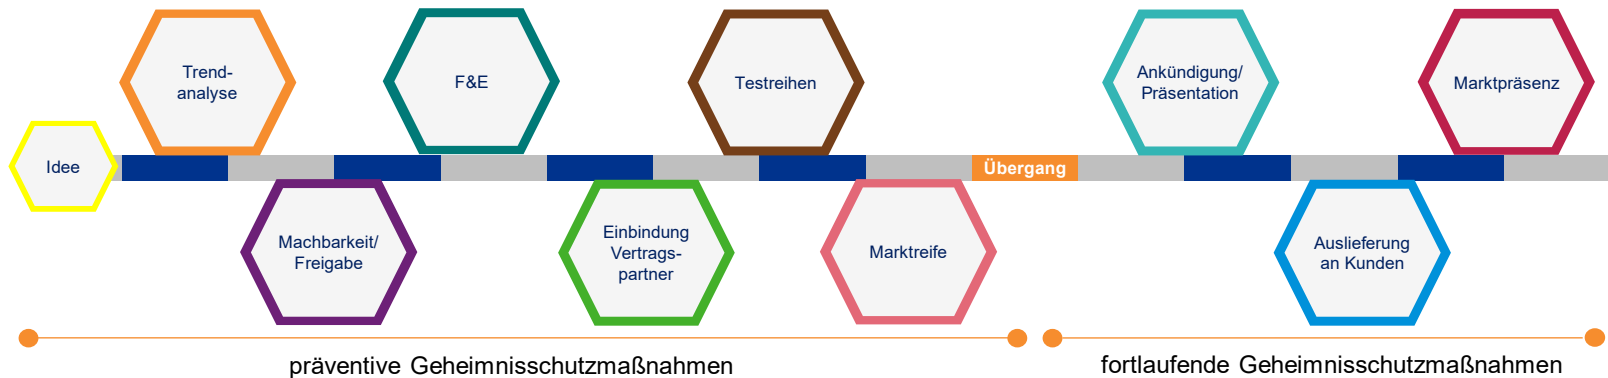 Idee
Trend-
analyse
Machbarkeit/
Freigabe
F&E
Einbindung
Vertrags-
partner
Testreihen
Marktreife
Übergang
Ankündigung/
Präsentation
Auslieferung
an Kunden
Marktpräsenz
präventive Geheimnisschutzmaßnahmen
fortlaufende Geheimnisschutzmaßnahmen